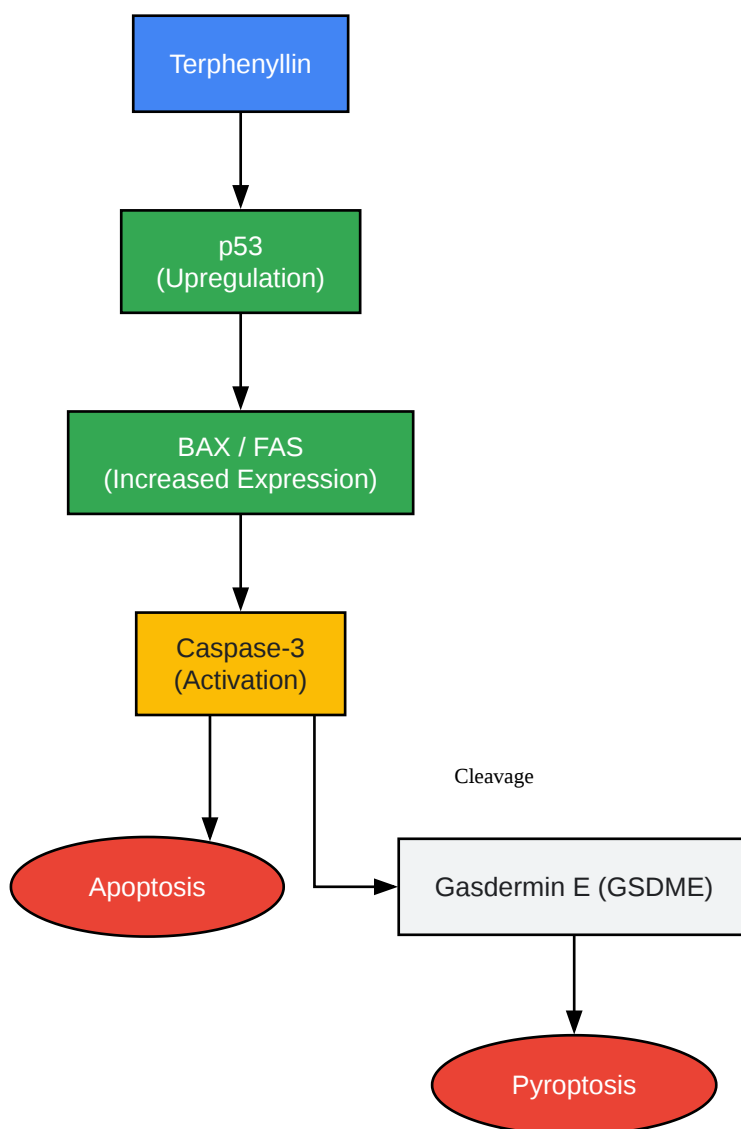 Terphenyllin
p53
(Upregulation)
BAX / FAS
(Increased Expression)
Caspase-3
(Activation)
Cleavage
Apoptosis
Gasdermin E (GSDME)
Pyroptosis